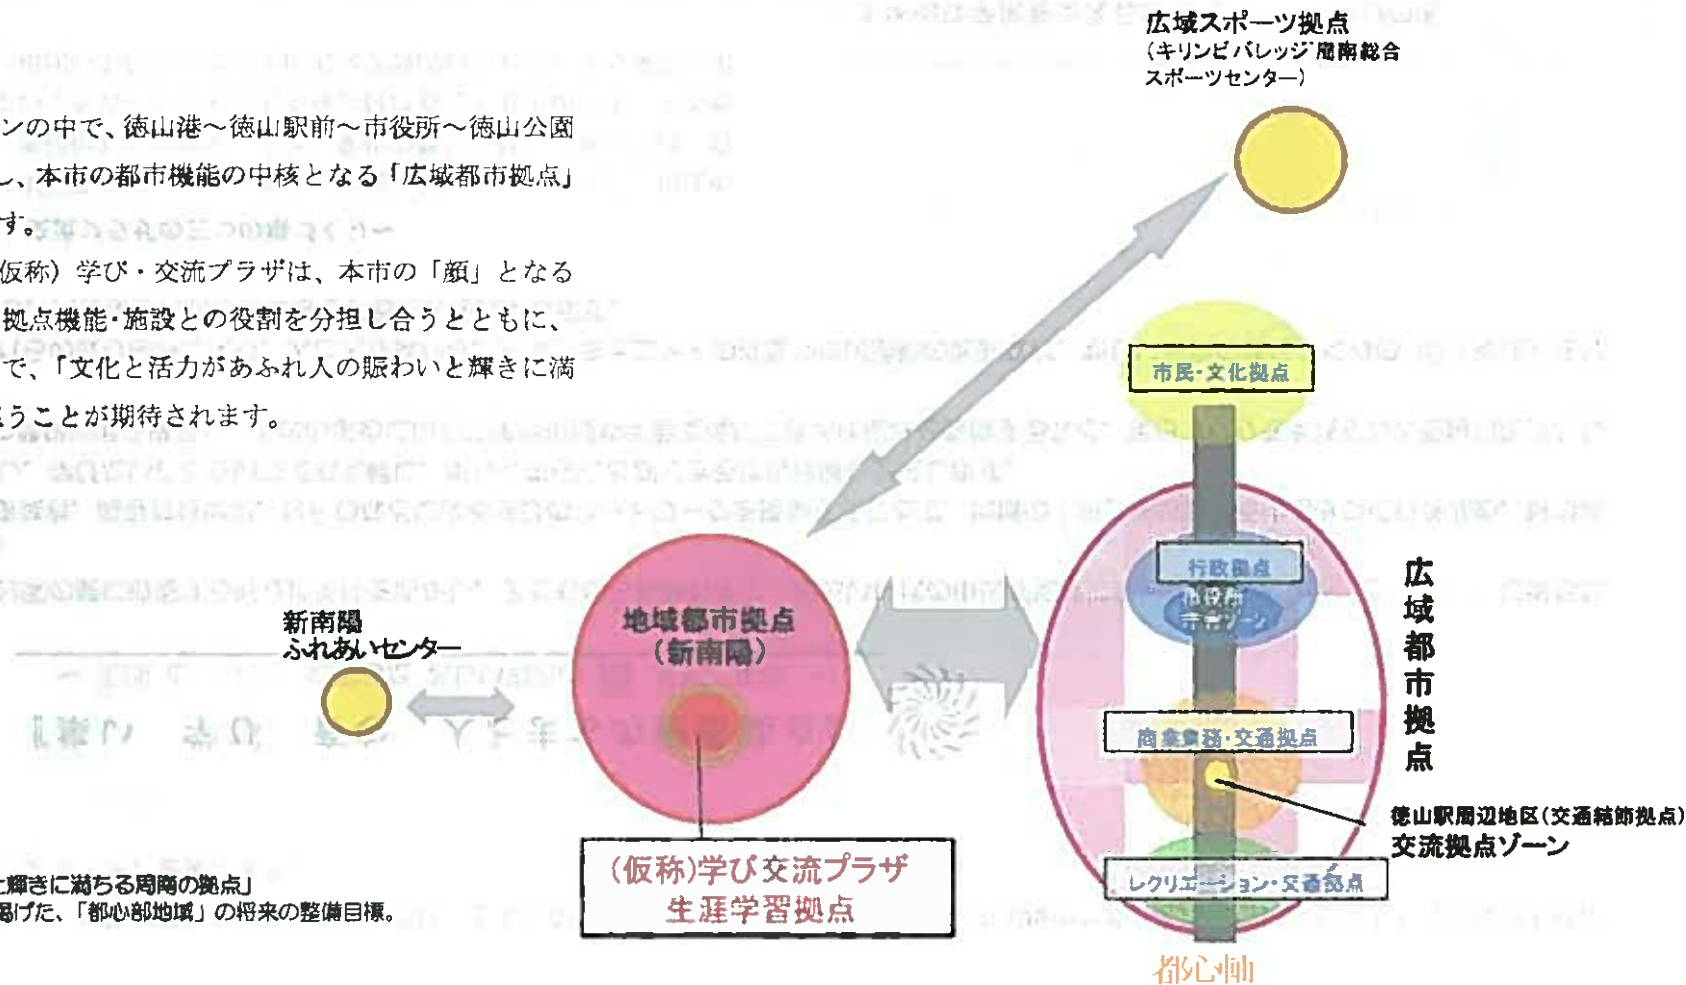 広域スポーツ拠点
(キリンビバレッジ周南総合
スポーツセンター)
ンの中で、徳山港～徳山駅前～市役所～徳山公園
し、本市の都市機能の中核となる「広域都市拠点」
す。
仮称）学び・交流プラザは、本市の「顔」となる
拠点機能・施設との役割を分担し合うとともに、
で、「文化と活力があふれ人の賑わいと輝きに満
うことが期待されます。
市民・文化拠点
行政拠点
市役所
ゾーン
広域都市拠点
新南陽
ふれあいセンター
地域都市拠点
(新南陽)
商業業務・交通拠点
徳山駅周辺地区(交通結節拠点)
交流拠点ゾーン
(仮称)学び交流プラザ
生涯学習拠点
レクリエーション・交通拠点
と輝きに満ちる周南の拠点」
掲げた、「都心部地域」の将来の整備目標。
都心軸